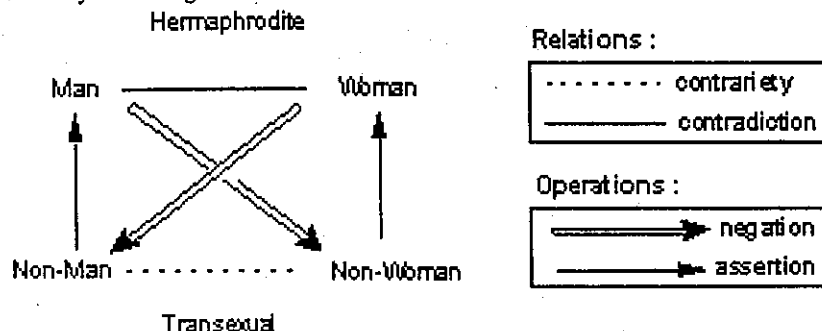 Hermaphrodite
Man
Woman
Non-Man
Non-Woman
Transexual
Relations :
contrariety
contradiction
Operations :
negation
assertion